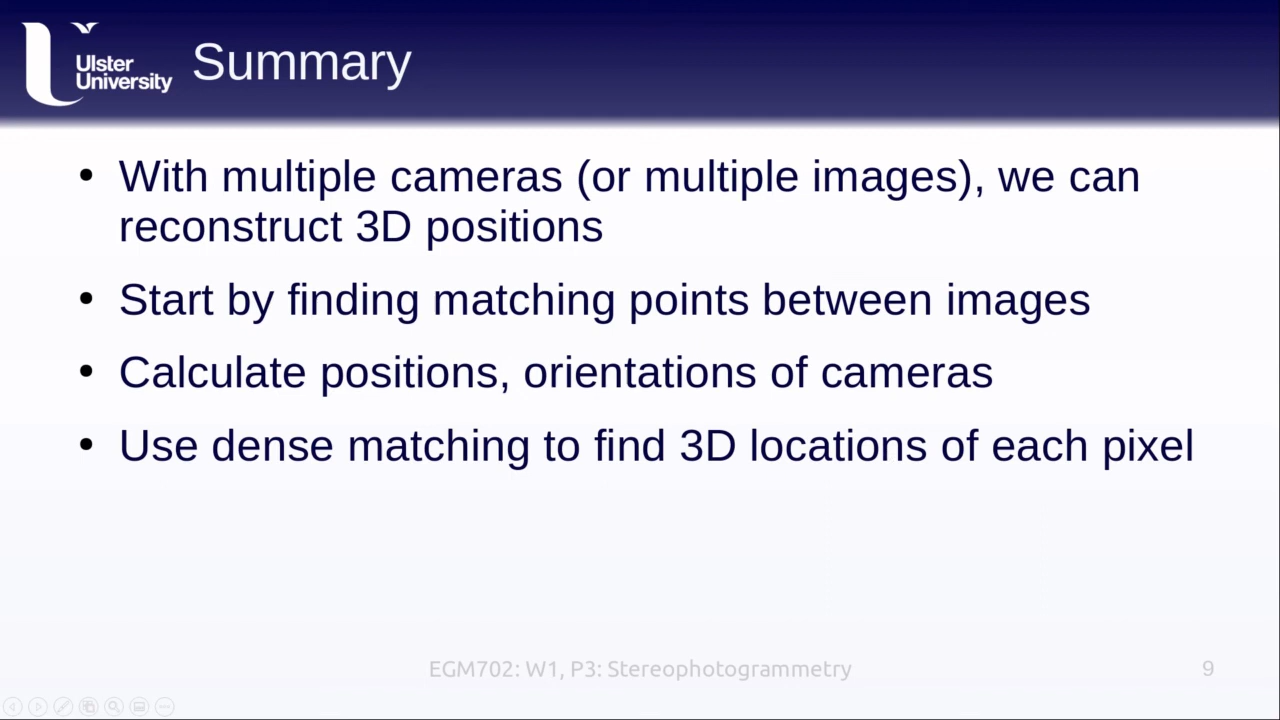 Ulster
University
Summary
• With multiple cameras (or multiple images), we can
reconstruct 3D positions
• Start by finding matching points between images
• Calculate positions, orientations of cameras
• Use dense matching to find 3D locations of each pixel
EGM702: W1, P3: Stereophotogrammetry
9